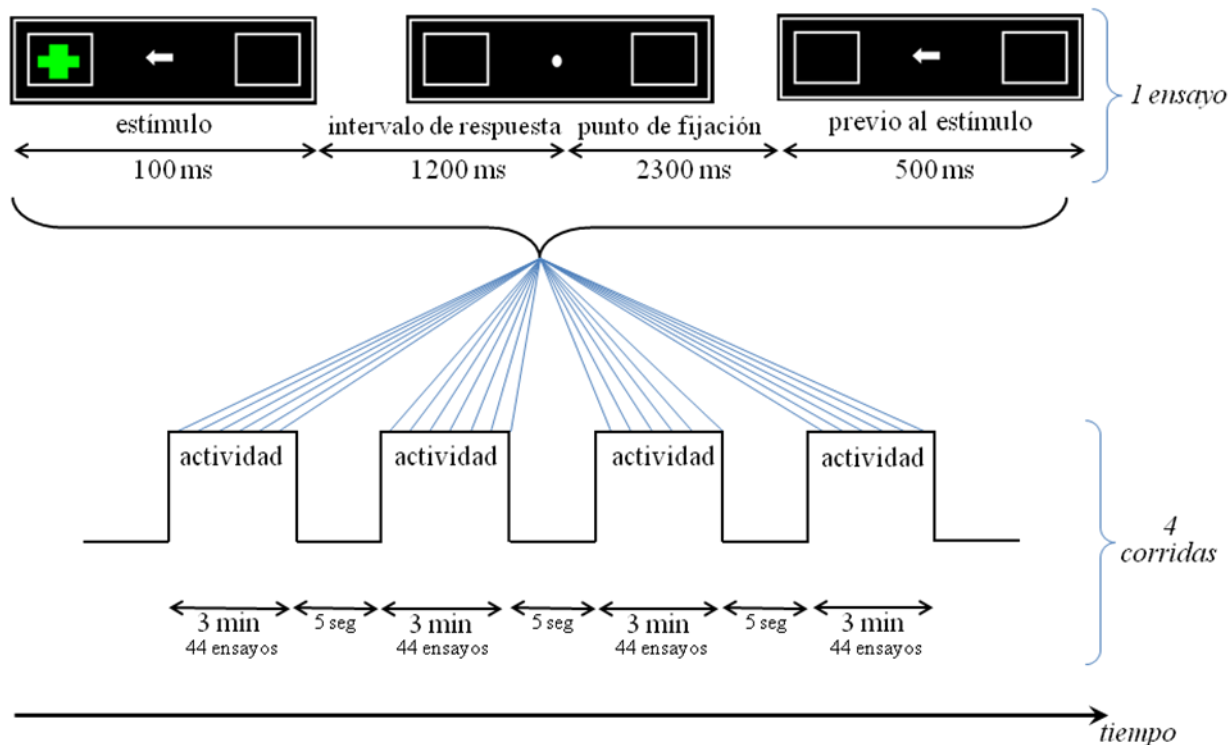 1 ensayo
estímulo
intervalo de respuesta
punto de fijación
previo al estímulo
100 ms
1200 ms
2300 ms
500 ms
actividad
actividad
actividad
actividad
4
corridas
3 min
5 seg
3 min
5 seg
3 min
5 seg
3 min
44 ensayos
44 ensayos
44 ensayos
44 ensayos
tiempo